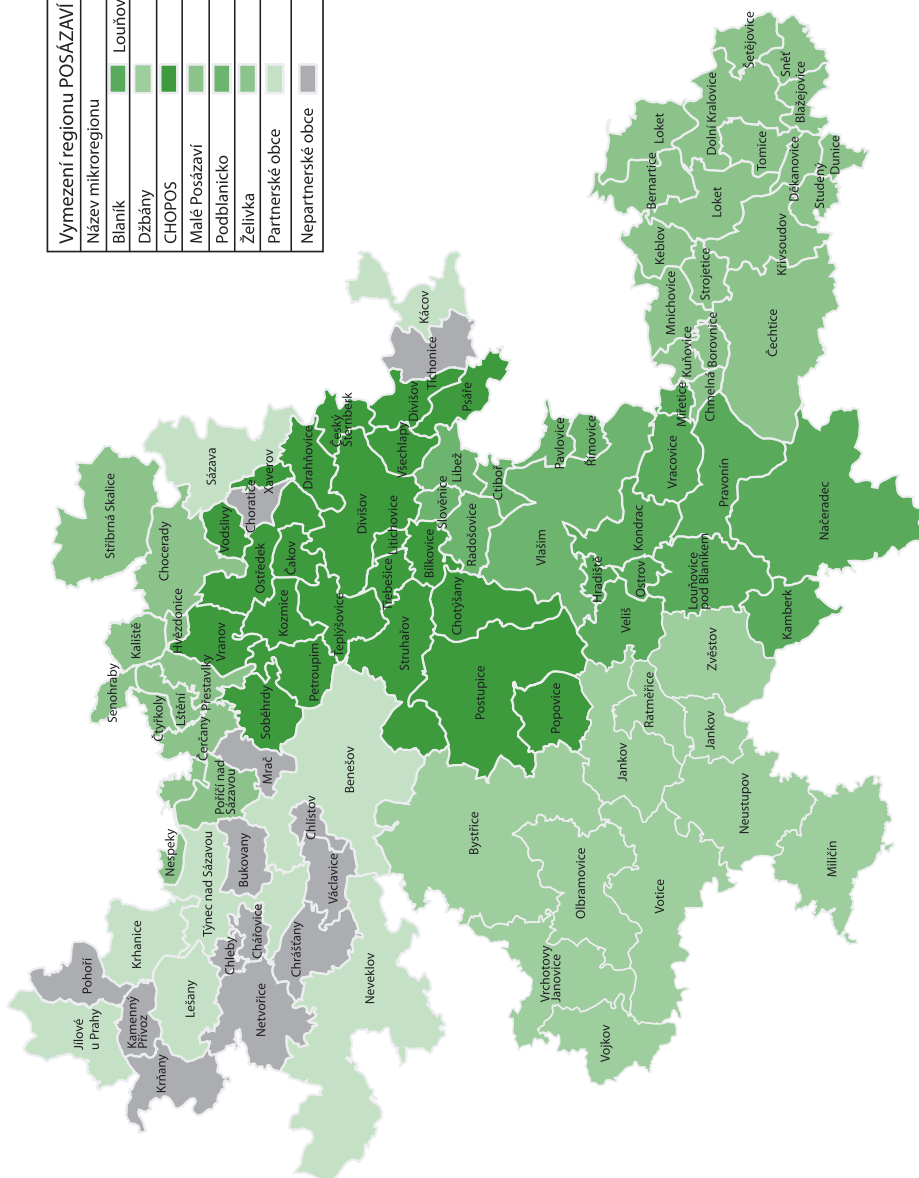 Vymezení regionu POSÁZAVÍ
Název mikroregionu
Blaník
Louňov
Džbány
CHOPOS
Malé Posázaví
Podblanicko
Želivka
Partnerské obce
Nepartnerské obce
Jílové
u Prahy
Pohoří
Kamenný
Přívoz
Krňany
Krhanice
Lešany
Týnec nad Sázavou
Nespeky
Chleby
Chářovice
Bukovany
Netvořice
Chrášťany
Václavice
Chlístov
Neveklov
Poříčí nad
Sázavou
Mrač
Benešov
Senohraby
Čtyřkoly
Lštění
Čerčany
Přestavlky
Kaliště
Hvězdonice
Chocerady
Stříbrná Skalice
Sázava
Vranov
Soběhrdy
Petroupim
Kozmice
Ostředek
Vodslivy
Choratice
Xaverov
Čakov
Drahňovice
Český
Šternberk
Divišov
Teplýšovice
Třebešice
Litichovice
Všechlapy
Divišov
Tichonice
Kácov
Psáře
Struhařov
Bílkovice
Slověnice
Libež
Chotýšany
Radošovice
Ctiboř
Postupice
Popovice
Vlašim
Pavlovice
Řimovice
Bystřice
Olbramovice
Votice
Vrchotovy
Janovice
Vojkov
Jankov
Ratměřice
Jankov
Neustupov
Miličín
Zvěstov
Veliš
Hradiště
Ostrov
Kondrac
Louňovice
pod Blaníkem
Kamberk
Načeradec
Pravonín
Vracovice
Miřetice
Chmelná
Borovnice
Kuňovice
Mnichovice
Strojetice
Keblov
Čechtice
Křivsoudov
Bernartice
Loket
Loket
Dolní Kralovice
Tomice
Děkanovice
Studený
Dunice
Blažejovice
Sněť
Šetějovice